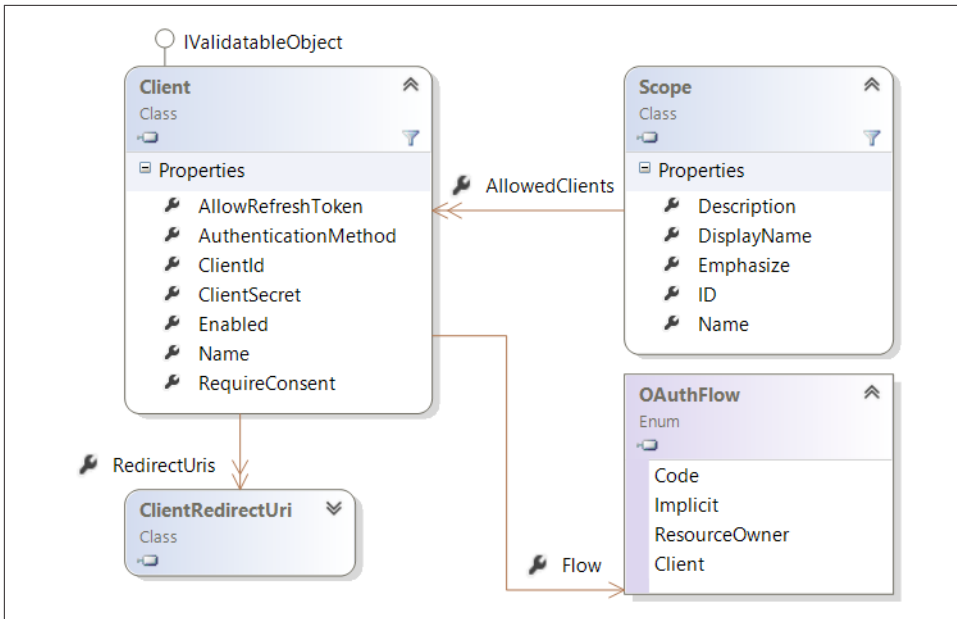 IValidatableObject
Client
Class
Properties
AllowRefreshToken
AuthenticationMethod
ClientId
ClientSecret
Enabled
Name
RequireConsent
AllowedClients
Scope
Class
Properties
Description
DisplayName
Emphasize
ID
Name
RedirectUris
ClientRedirectUri
Class
Flow
OAuthFlow
Enum
Code
Implicit
ResourceOwner
Client